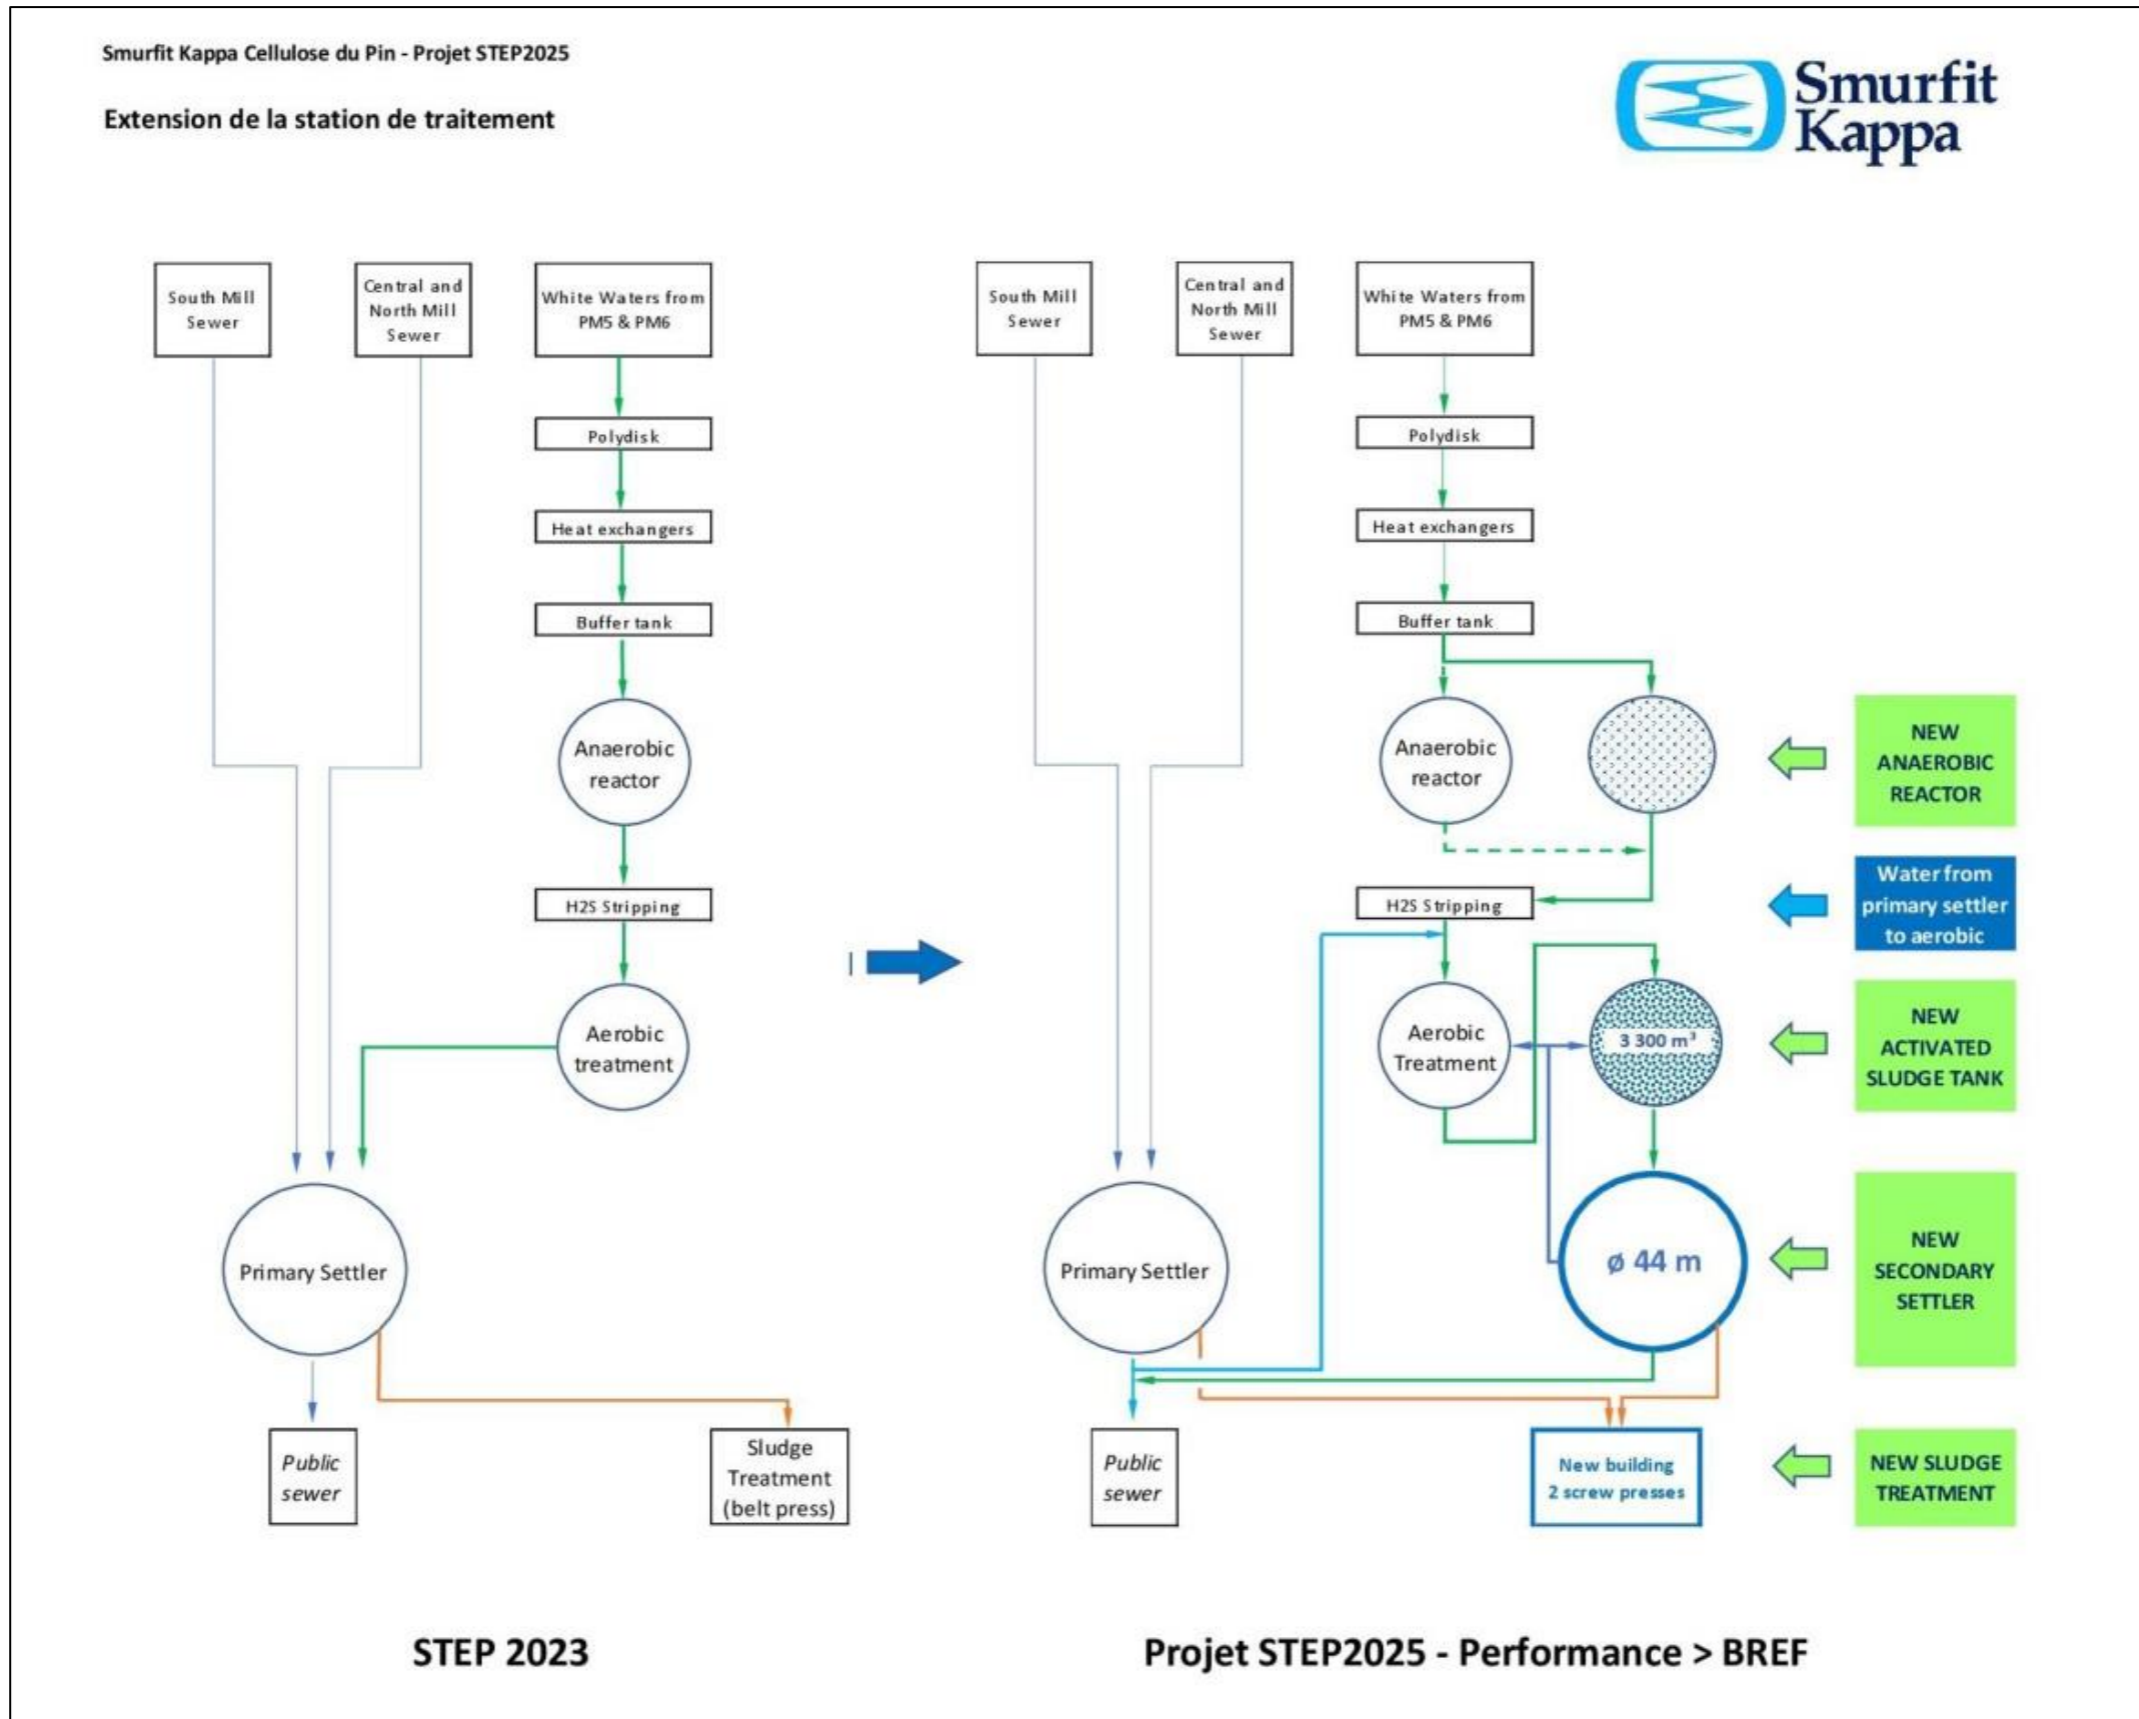 Smurfit Kappa Cellulose du Pin - Projet STEP2025
Extension de la station de traitement
Smurfit
Kappa
South Mill
Sewer
Central and
North Mill
Sewer
White Waters from
PM5 & PM6
Polydisk
Heat exchangers
Buffer tank
Anaerobic
reactor
H2S Stripping
Aerobic
treatment
Primary Settler
Public
sewer
Sludge
Treatment
(belt press)
STEP 2023
South Mill
Sewer
Central and
North Mill
Sewer
White Waters from
PM5 & PM6
Polydisk
Heat exchangers
Buffer tank
Anaerobic
reactor
NEW
ANAEROBIC
REACTOR
H2S Stripping
Water from
primary settler
to aerobic
Aerobic
Treatment
3 300 m³
NEW
ACTIVATED
SLUDGE TANK
Primary Settler
ø 44 m
NEW
SECONDARY
SETTLER
Public
sewer
New building
2 screw presses
NEW SLUDGE
TREATMENT
Projet STEP2025 - Performance > BREF